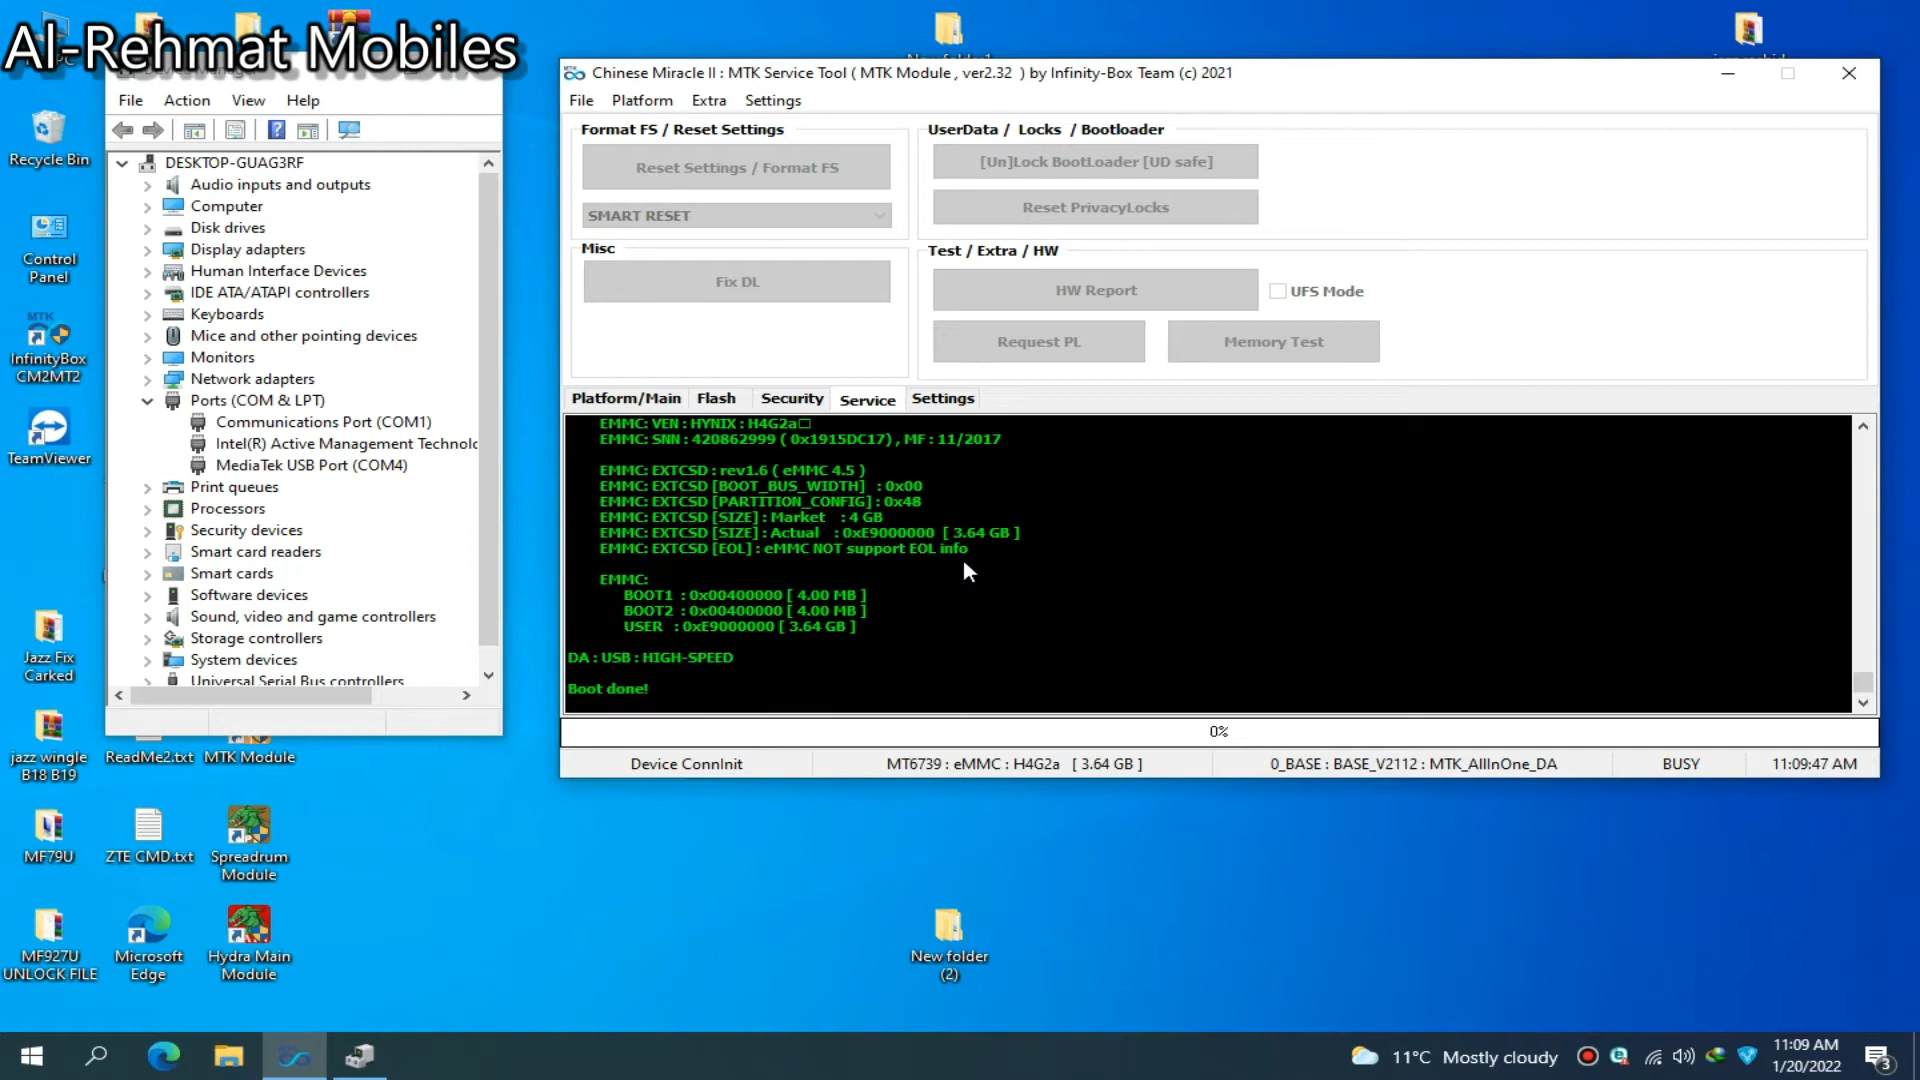 Al-Rehmat Mobiles
Recycle Bin
Control
Panel
InfinityBox
CM2MT2
TeamViewer
Jazz Fix
Carked
jazz wingle
B18 B19
ReadMe2.txt
MTK Module
MF79U
ZTE CMD.txt
Spreadrum
Module
MF927U
UNLOCK FILE
Microsoft
Edge
Hydra Main
Module
New folder
(2)
File Action View Help
DESKTOP-GUAG3RF
Audio inputs and outputs
Computer
Disk drives
Display adapters
Human Interface Devices
IDE ATA/ATAPI controllers
Keyboards
Mice and other pointing devices
Monitors
Network adapters
Ports (COM & LPT)
Communications Port (COM1)
Intel(R) Active Management Technolo
MediaTek USB Port (COM4)
Print queues
Processors
Security devices
Smart card readers
Smart cards
Software devices
Sound, video and game controllers
Storage controllers
System devices
Universal Serial Bus controllers
Chinese Miracle II : MTK Service Tool ( MTK Module , ver2.32 ) by Infinity-Box Team (c) 2021
File Platform Extra Settings
Format FS / Reset Settings
Reset Settings / Format FS
SMART RESET
Misc
Fix DL
UserData / Locks / Bootloader
[Un]Lock BootLoader [UD safe]
Reset PrivacyLocks
Test / Extra / HW
HW Report
UFS Mode
Request PL
Memory Test
Platform/Main Flash Security Service Settings
EMMC: VEN : HYNIX : H4G2a□
EMMC: SNN : 420862999 ( 0x1915DC17) , MF : 11/2017
EMMC: EXTCSD : rev1.6 ( eMMC 4.5 )
EMMC: EXTCSD [BOOT_BUS_WIDTH] : 0x00
EMMC: EXTCSD [PARTITION_CONFIG] : 0x48
EMMC: EXTCSD [SIZE] : Market : 4 GB
EMMC: EXTCSD [SIZE] : Actual : 0xE9000000 [ 3.64 GB ]
EMMC: EXTCSD [EOL] : eMMC NOT support EOL info
EMMC:
BOOT1 : 0x00400000 [ 4.00 MB ]
BOOT2 : 0x00400000 [ 4.00 MB ]
USER : 0xE9000000 [ 3.64 GB ]
DA : USB : HIGH-SPEED
Boot done!
0%
Device ConnInit
MT6739 : eMMC : H4G2a [ 3.64 GB ]
0_BASE : BASE_V2112 : MTK_AllInOne_DA
BUSY
11:09:47 AM
11°C Mostly cloudy
11:09 AM
1/20/2022
3